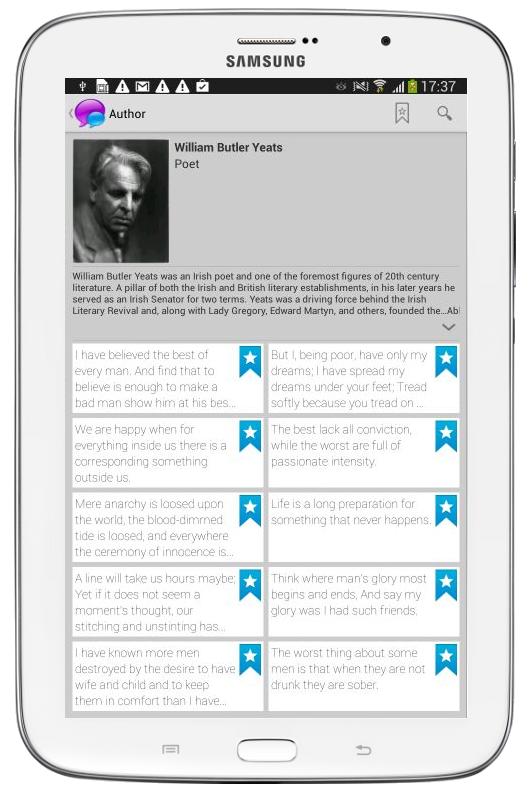 SAMSUNG
17:37
Author
William Butler Yeats
Poet
William Butler Yeats was an Irish poet and one of the foremost figures of 20th century
literature. A pillar of both the Irish and British literary establishments, in his later years he
served as an Irish Senator for two terms. Yeats was a driving force behind the Irish
Literary Revival and, along with Lady Gregory, Edward Martyn, and others, founded the...Ab
I have believed the best of
every man. And find that to
believe is enough to make a
bad man show him at his bes...
But I, being poor, have only my
dreams; I have spread my
dreams under your feet; Tread
softly because you tread on ...
We are happy when for
everything inside us there is a
corresponding something
outside us.
The best lack all conviction,
while the worst are full of
passionate intensity.
Mere anarchy is loosed upon
the world, the blood-dimmed
tide is loosed, and everywhere
the ceremony of innocence is...
Life is a long preparation for
something that never happens.
A line will take us hours maybe;
Yet if it does not seem a
moment's thought, our
stitching and unstinting has...
Think where man's glory most
begins and ends, And say my
glory was I had such friends.
I have known more men
destroyed by the desire to have
wife and child and to keep
them in comfort than I have...
The worst thing about some
men is that when they are not
drunk they are sober.